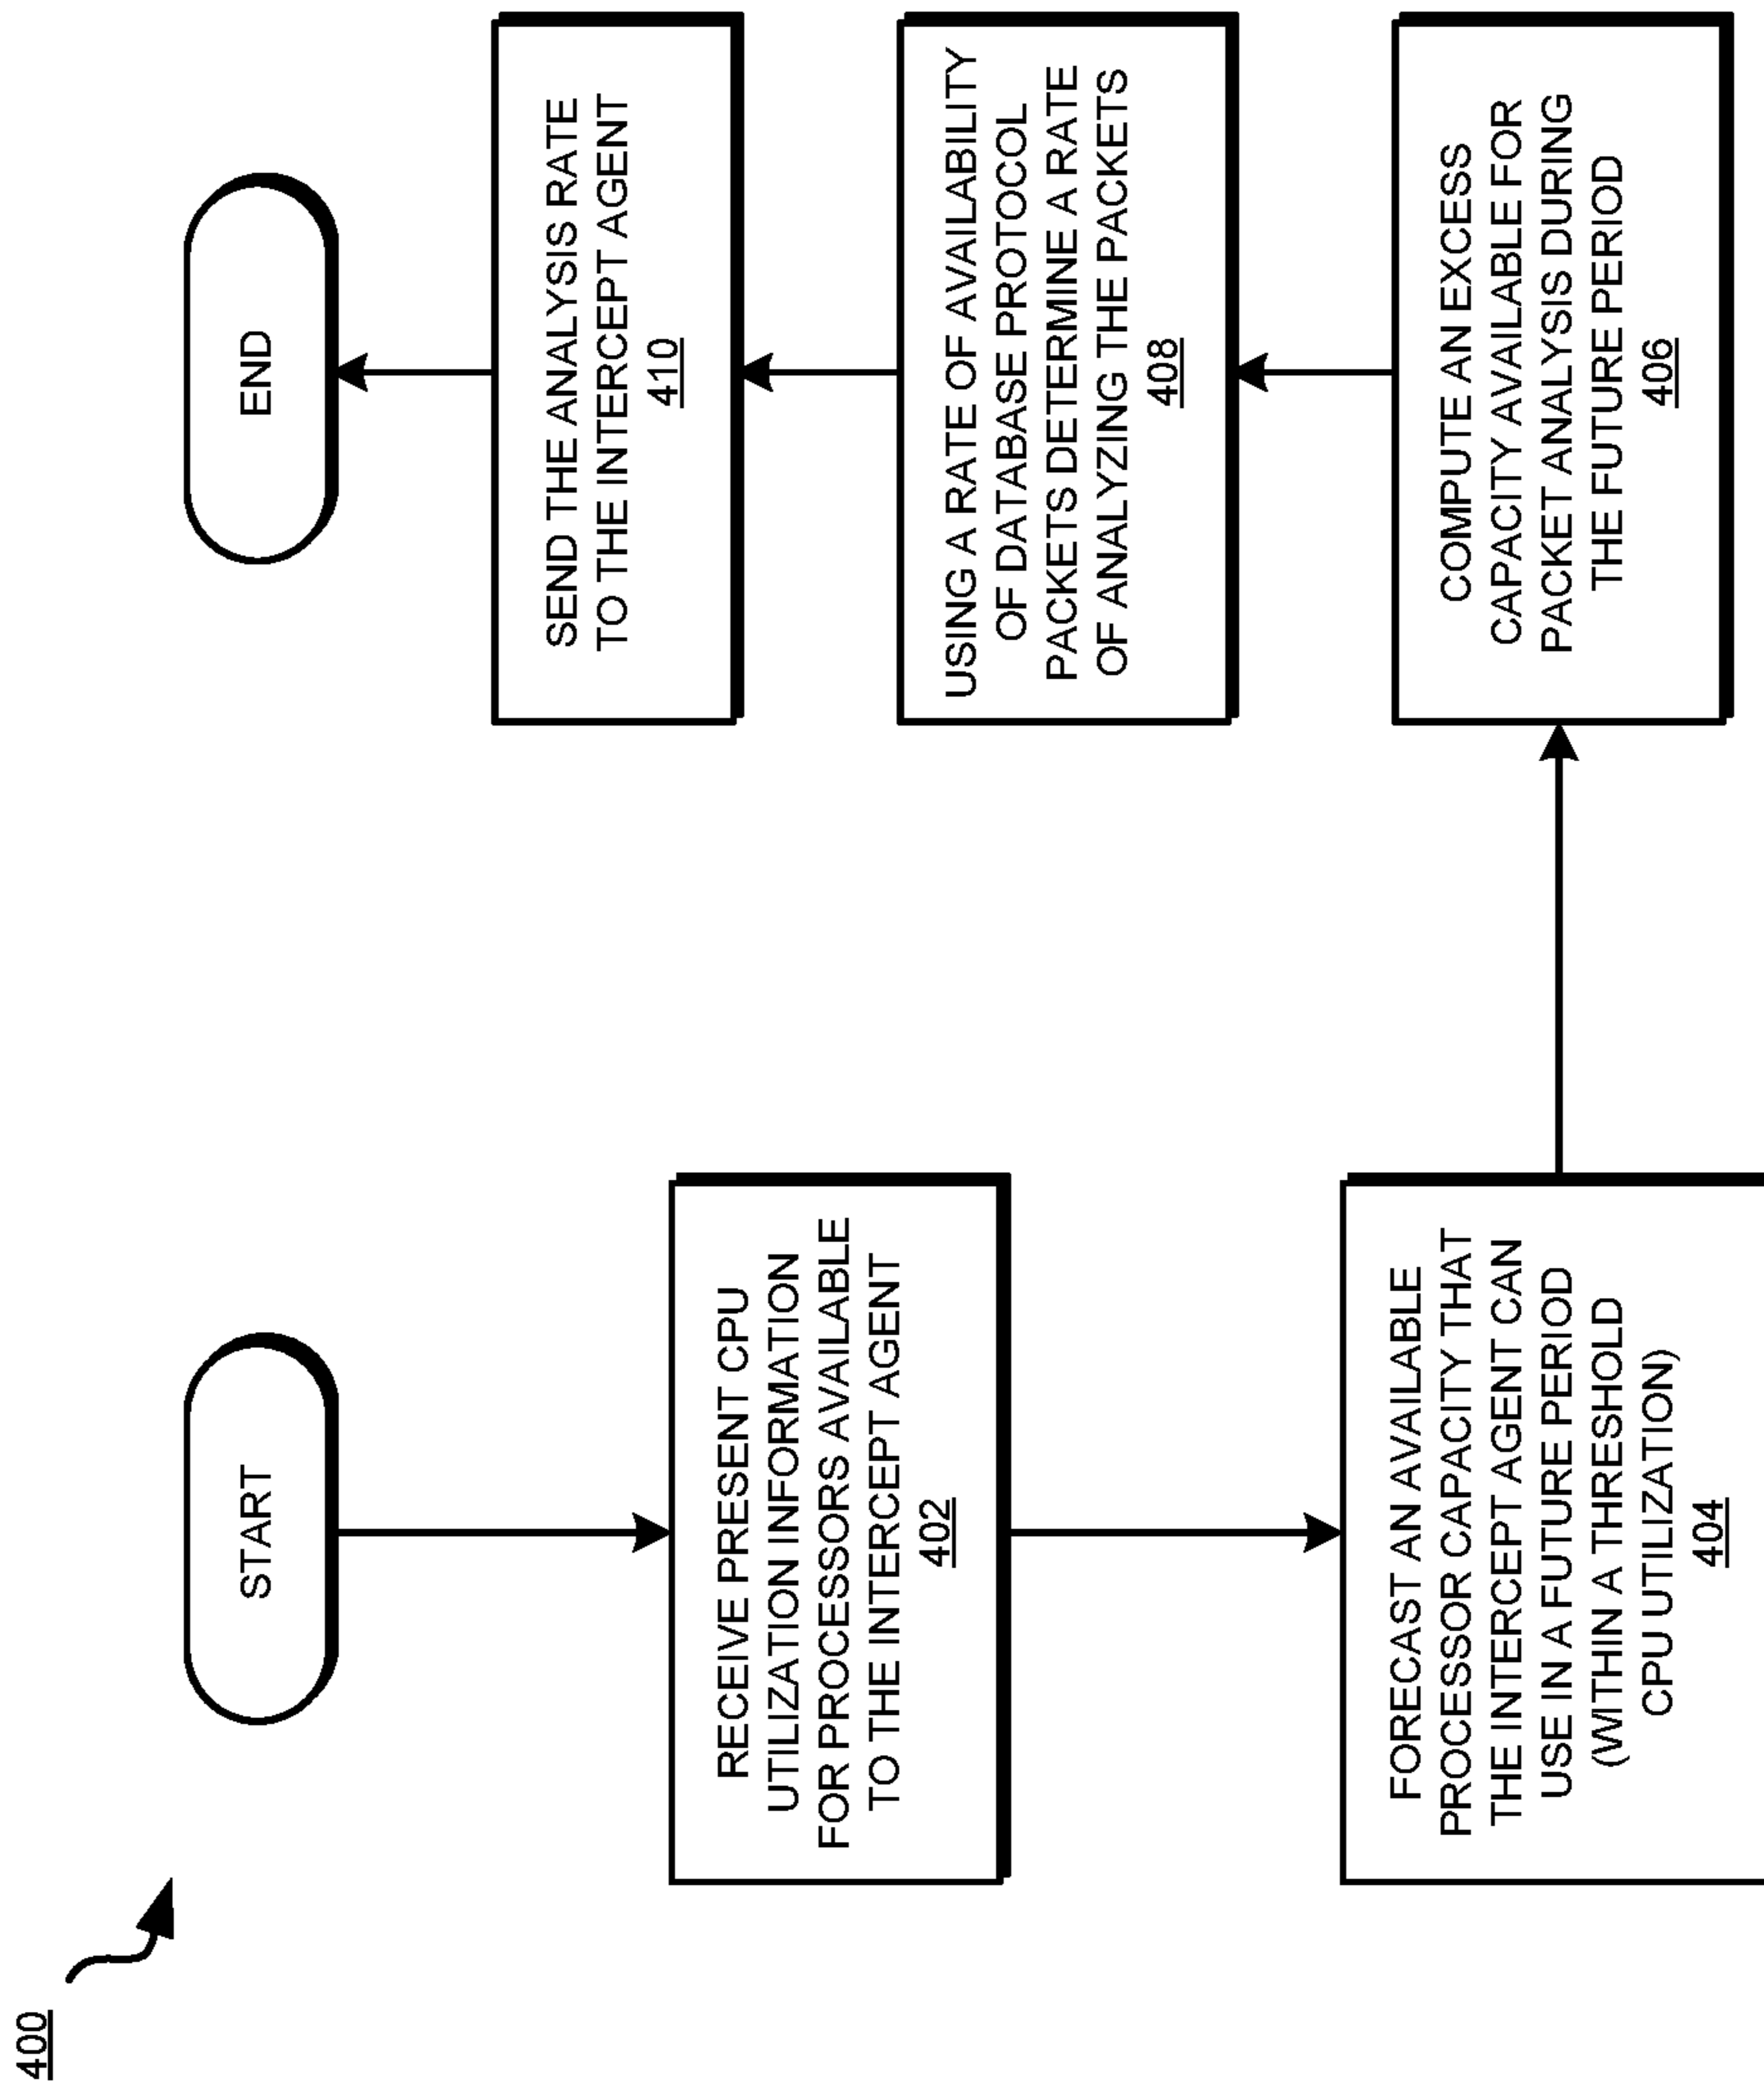 400
START
RECEIVE PRESENT CPU
UTILIZATION INFORMATION
FOR PROCESSORS AVAILABLE
TO THE INTERCEPT AGENT
402
FORECAST AN AVAILABLE
PROCESSOR CAPACITY THAT
THE INTERCEPT AGENT CAN
USE IN A FUTURE PERIOD
(WITHIN A THRESHOLD
CPU UTILIZATION)
404
COMPUTE AN EXCESS
CAPACITY AVAILABLE FOR
PACKET ANALYSIS DURING
THE FUTURE PERIOD
406
USING A RATE OF AVAILABILITY
OF DATABASE PROTOCOL
PACKETS DETERMINE A RATE
OF ANALYZING THE PACKETS
408
SEND THE ANALYSIS RATE
TO THE INTERCEPT AGENT
410
END